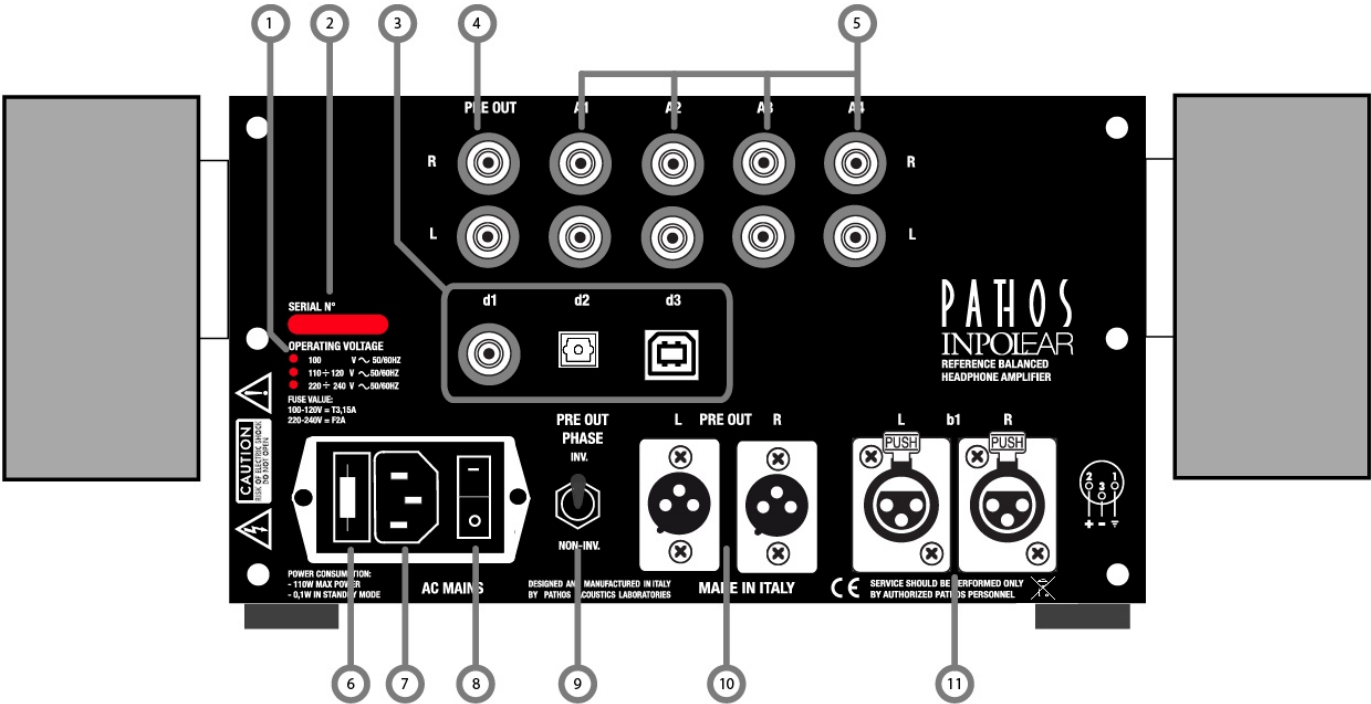 1 2 3 4 5
PRE OUT A1 A2 A3 A4
R R
L L
d1 d2 d3
SERIAL N°
OPERATING VOLTAGE
100 V ~ 50/60HZ
110÷120 V ~ 50/60HZ
220÷ 240 V ~ 50/60HZ
FUSE VALUE:
100-120V = T3,15A
220-240V = F2A
PATHOS
INPOLEAR
REFERENCE BALANCED
HEADPHONE AMPLIFIER
CAUTION
RISK OF ELECTRIC SHOCK
DO NOT OPEN
PRE OUT
PHASE
INV.
NON-INV.
L PRE OUT R
L b1 R
PUSH PUSH
2 1
3
+ -
POWER CONSUMPTION:
- 110W MAX POWER
- 0,1W IN STANDBY MODE
AC MAINS
DESIGNED AND MANUFACTURED IN ITALY
BY PATHOS ACOUSTICS LABORATORIES
MADE IN ITALY
CE
SERVICE SHOULD BE PERFORMED ONLY
BY AUTHORIZED PATHOS PERSONNEL
6 7 8 9 10 11